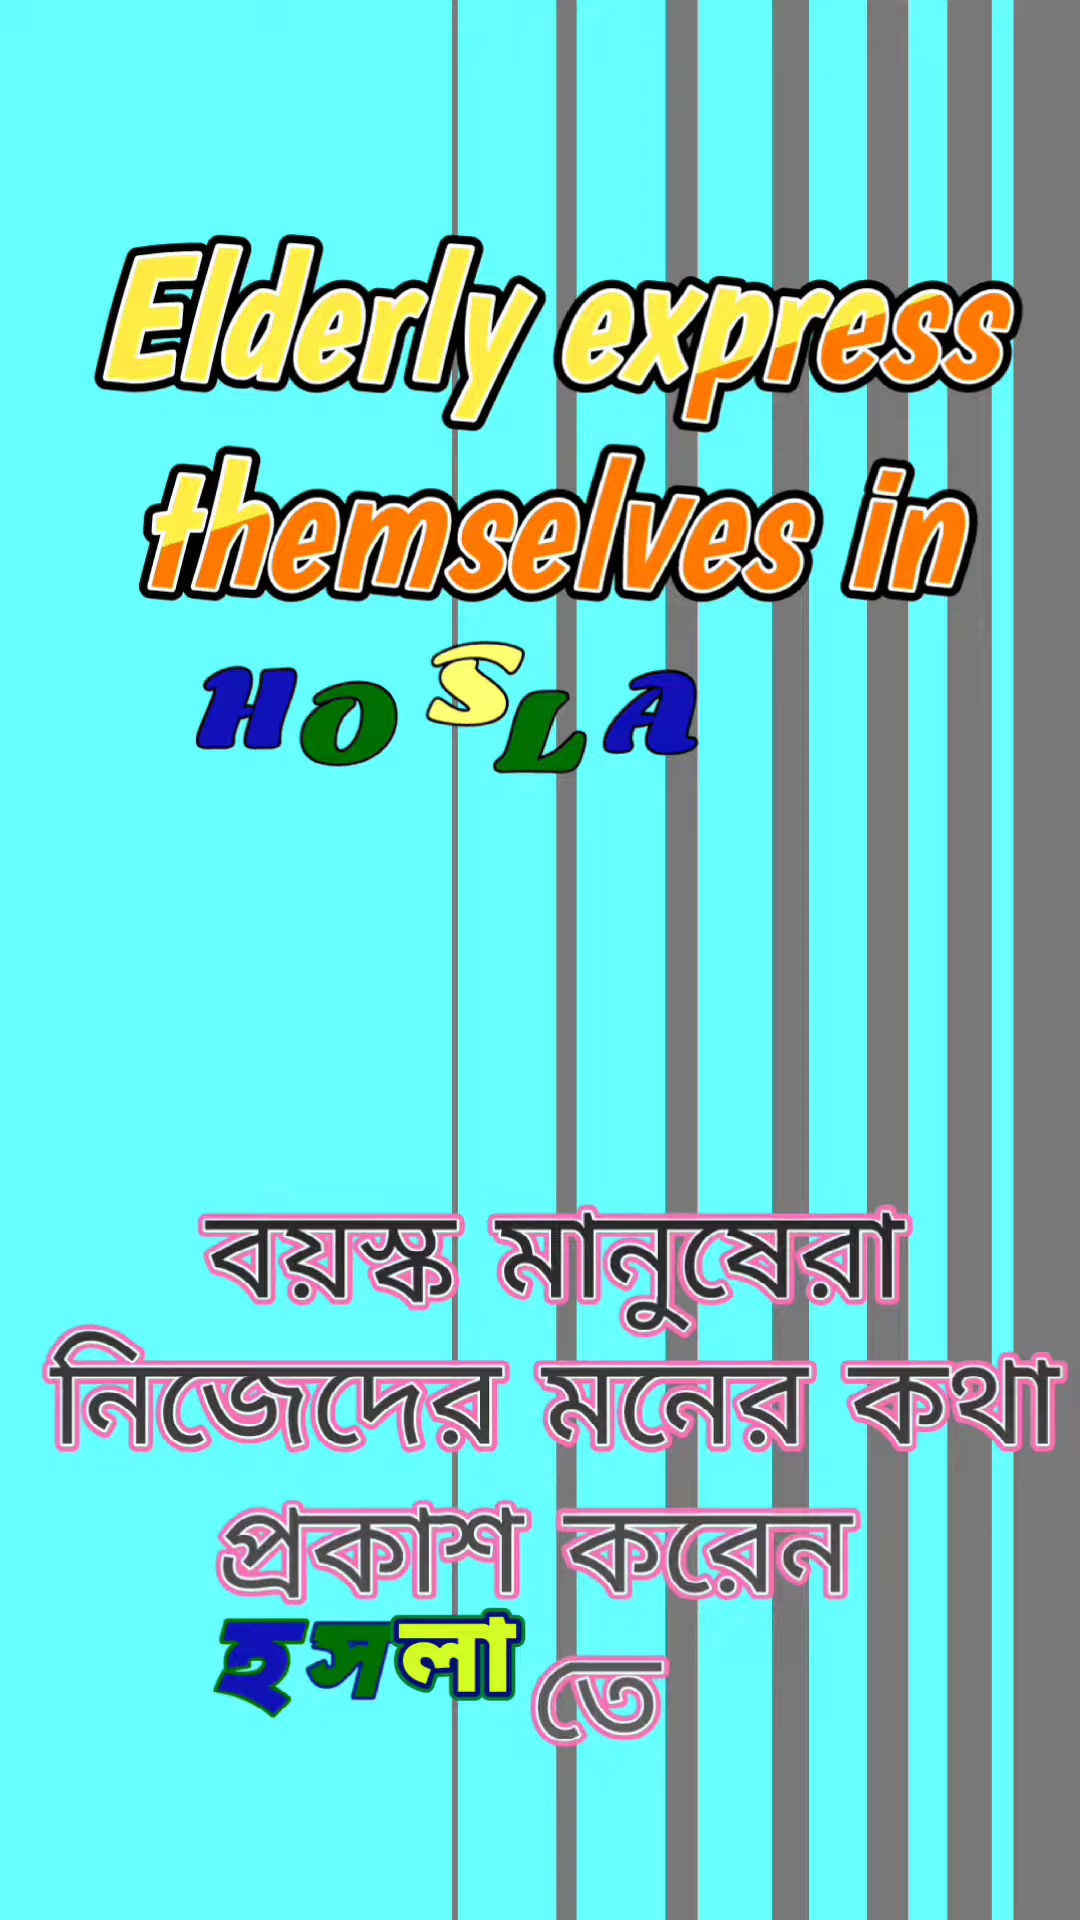 Elderly express
themselves in
HOSLA
বয়স্ক মানুষেরা
নিজেদের মনের কথা
প্রকাশ করেন
হসলা তে